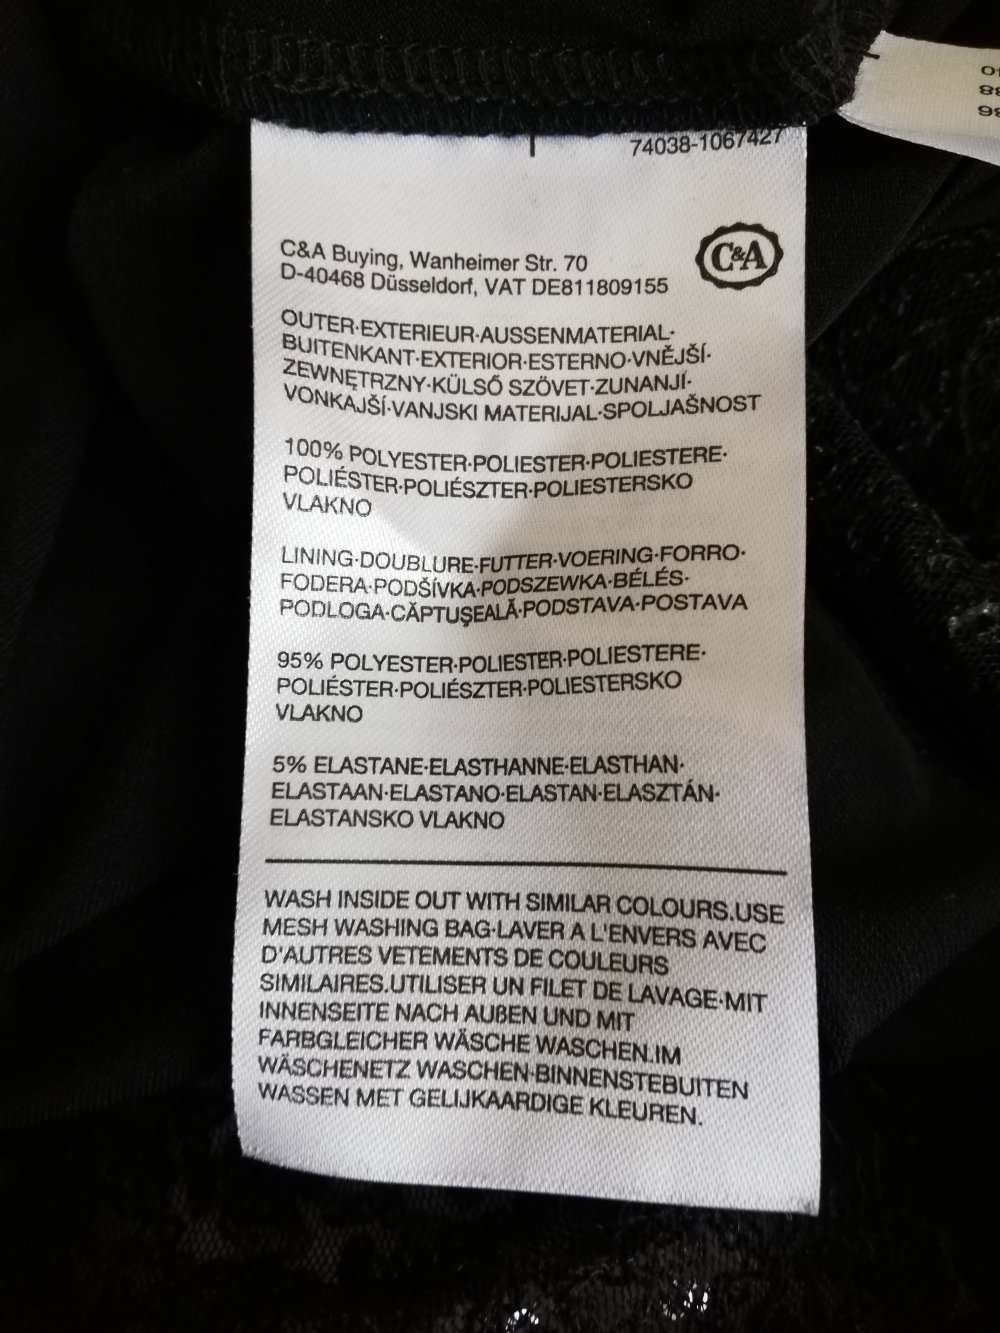 74038-1067427
C&A Buying, Wanheimer Str. 70
D-40468 Düsseldorf, VAT DE811809155
C&A
OUTER·EXTERIEUR·AUSSENMATERIAL·
BUITENKANT·EXTERIOR·ESTERNO·VNĚJŠÍ·
ZEWNĘTRZNY·KÜLSŐ SZÖVET·ZUNANJI·
VONKAJŠÍ·VANJSKI MATERIJAL·SPOLJAŠNOST
100% POLYESTER·POLIESTER·POLIESTERE·
POLIÉSTER·POLIÉSZTER·POLIESTERSKO
VLAKNO
LINING·DOUBLURE·FUTTER·VOERING·FORRO·
FODERA·PODŠÍVKA·PODSZEWKA·BÉLÉS·
PODLOGA·CĂPTUŞEALĂ·PODSTAVA·POSTAVA
95% POLYESTER·POLIESTER·POLIESTERE·
POLIÉSTER·POLIÉSZTER·POLIESTERSKO
VLAKNO
5% ELASTANE·ELASTHANNE·ELASTHAN·
ELASTAAN·ELASTANO·ELASTAN·ELASZTÁN·
ELASTANSKO VLAKNO
WASH INSIDE OUT WITH SIMILAR COLOURS.USE
MESH WASHING BAG·LAVER A L'ENVERS AVEC
D'AUTRES VETEMENTS DE COULEURS
SIMILAIRES.UTILISER UN FILET DE LAVAGE·MIT
INNENSEITE NACH AUßEN UND MIT
FARBGLEICHER WÄSCHE WASCHEN.IM
WÄSCHENETZ WASCHEN·BINNENSTEBUITEN
WASSEN MET GELIJKAARDIGE KLEUREN.